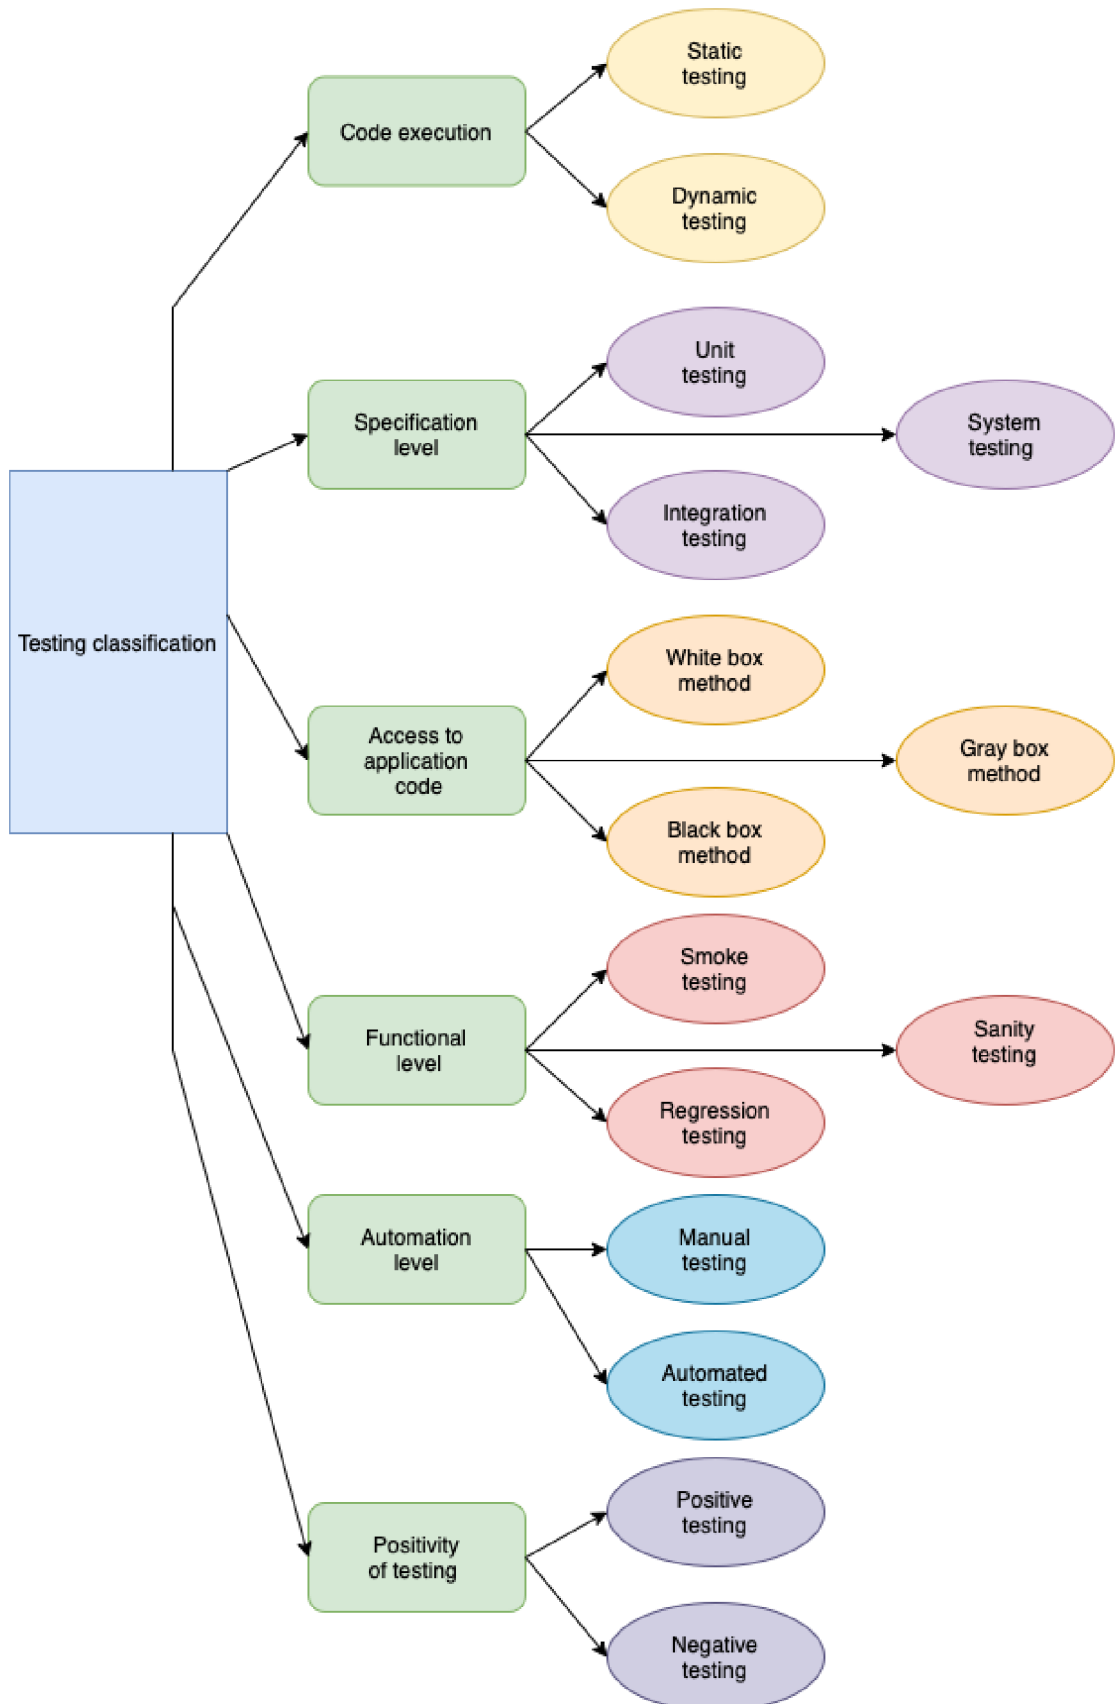 Static
testing
Code execution
Dynamic
testing
Unit
testing
Specification
level
System
testing
Integration
testing
Testing classification
White box
method
Access to
application
code
Gray box
method
Black box
method
Smoke
testing
Functional
level
Sanity
testing
Regression
testing
Automation
level
Manual
testing
Automated
testing
Positive
testing
Positivity
of testing
Negative
testing